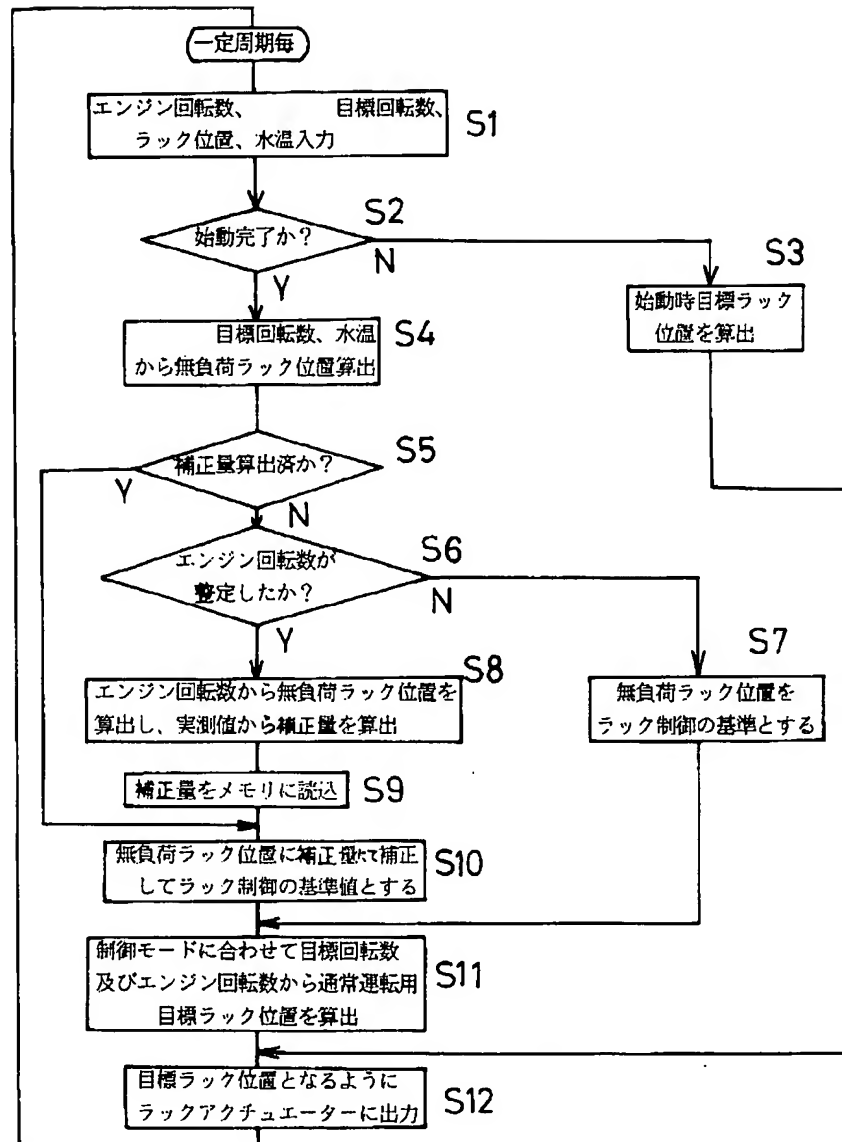 一定周期毎
エンジン回転数、 目標回転数、
ラック位置、水温入力
S1
始動完了か?
S2
N
Y
S3
始動時目標ラック
位置を算出
目標回転数、水温
から無負荷ラック位置算出
S4
補正量算出済か?
S5
Y
N
エンジン回転数が
整定したか?
S6
N
Y
S7
無負荷ラック位置を
ラック制御の基準とする
エンジン回転数から無負荷ラック位置を
算出し、実測値から補正量を算出
S8
補正量をメモリに読込
S9
無負荷ラック位置に補正量にて補正
してラック制御の基準値とする
S10
制御モードに合わせて目標回転数
及びエンジン回転数から通常運転用
目標ラック位置を算出
S11
目標ラック位置となるように
ラックアクチュエーターに出力
S12